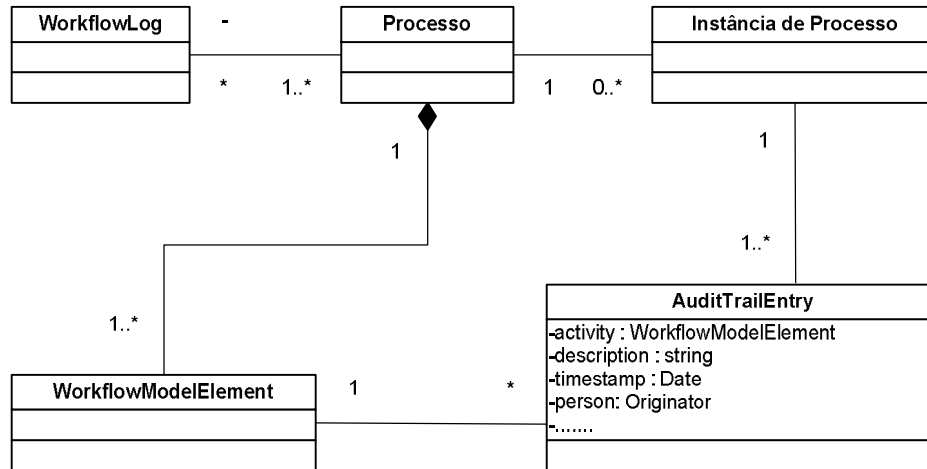 WorkflowLog
-
Processo
Instância de Processo
*
1..*
1
0..*
1
1
1..*
1..*
AuditTrailEntry
-activity : WorkflowModelElement
-description : string
-timestamp : Date
-person: Originator
-.......
WorkflowModelElement
1
*